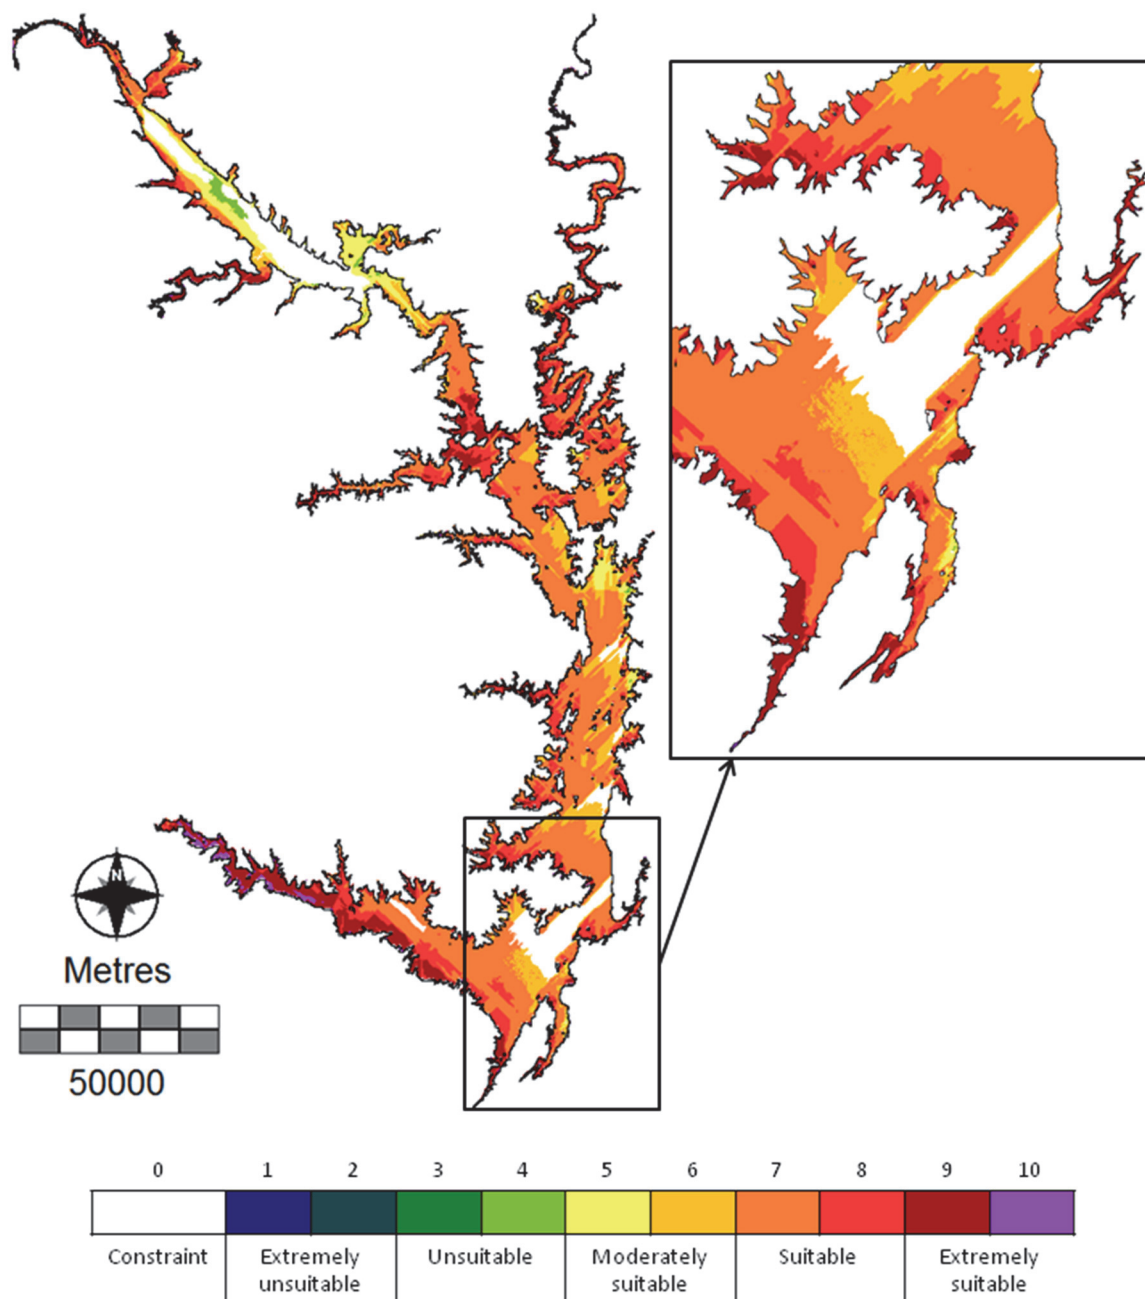 N
Metres
50000
0 1 2 3 4 5 6 7 8 9 10
Constraint Extremely unsuitable Unsuitable Moderately suitable Suitable Extremely suitable